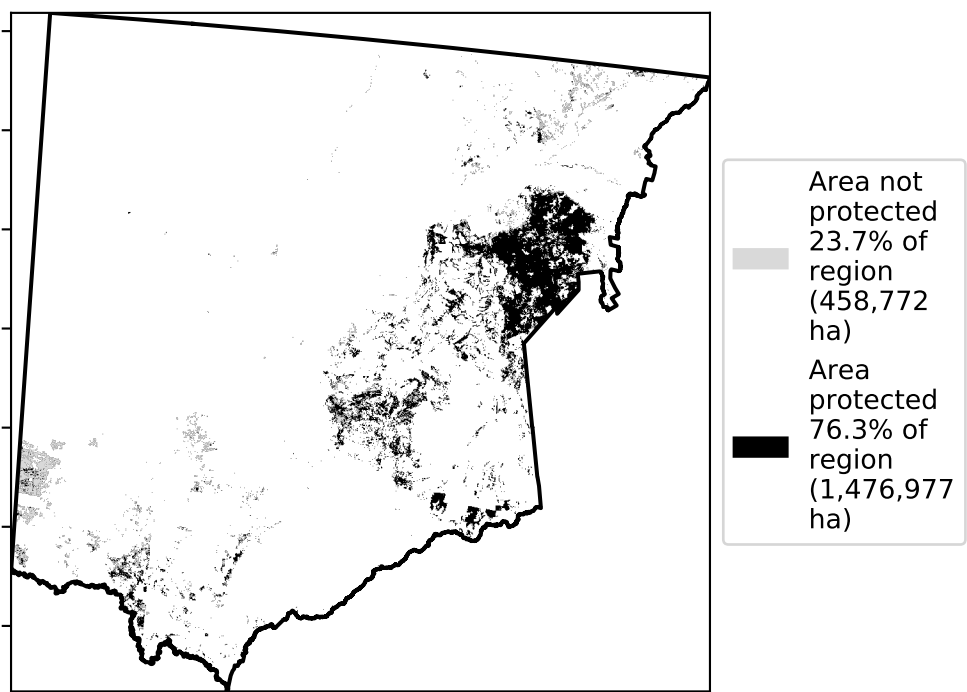 Area not
protected
23.7% of
region
(458,772
ha)
Area
protected
76.3% of
region
(1,476,977
ha)